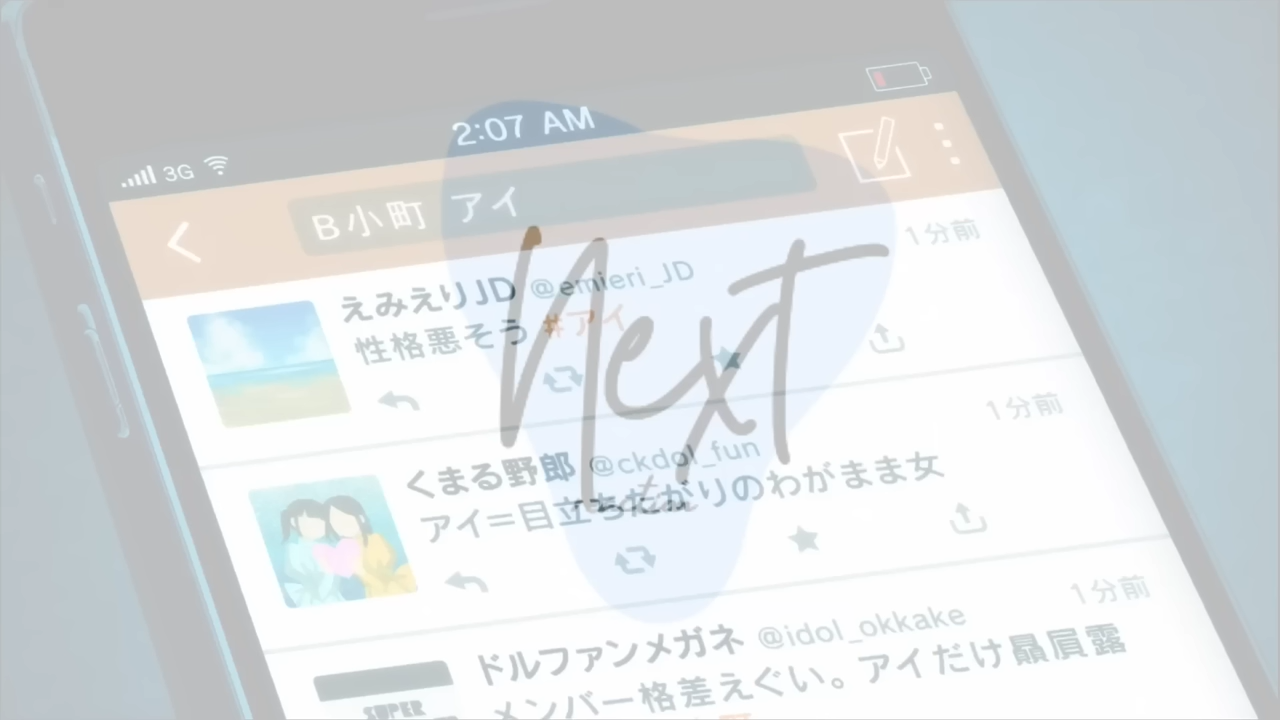 2:07 AM
3G
B小町 アイ
えみえりJD @emieri_JD 1分前
性格悪そう #アイ
Next
くまる野郎 @ckdol_fun 1分前
アイ=目立ちたがりのわがまま女
ドルファンメガネ @idol_okkake 1分前
メンバー格差えぐい。アイだけ贔屓露
SUPER